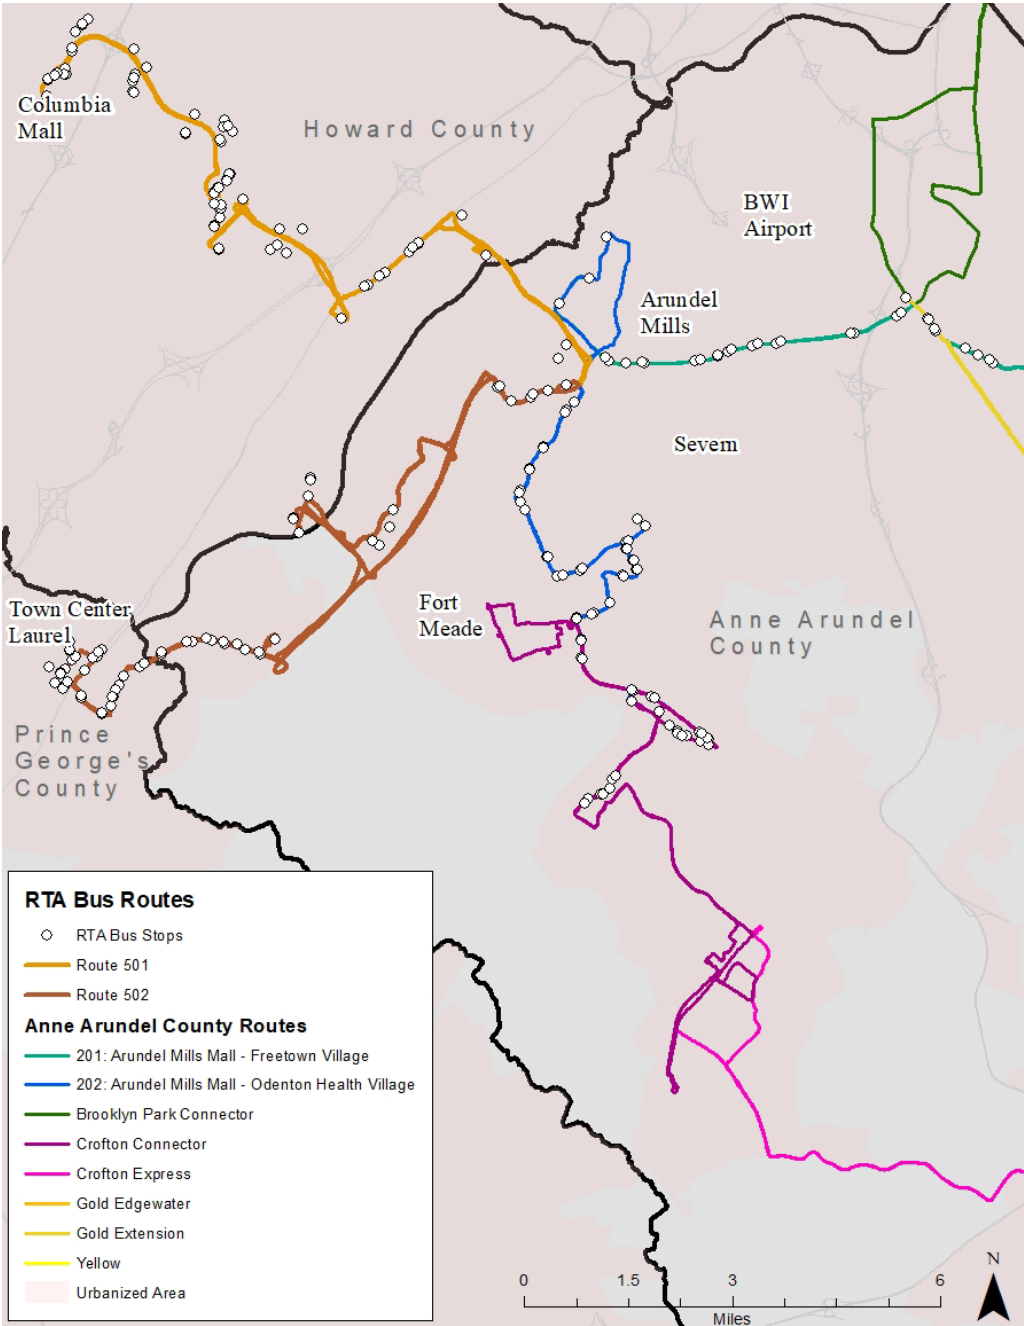 Columbia
Mall
Howard County
BWI
Airport
Arundel
Mills
Severn
Town Center
Laurel
Fort
Meade
Anne Arundel
County
Prince
George's
County
RTA Bus Routes
RTA Bus Stops
Route 501
Route 502
Anne Arundel County Routes
201: Arundel Mills Mall - Freetown Village
202: Arundel Mills Mall - Odenton Health Village
Brooklyn Park Connector
Crofton Connector
Crofton Express
Gold Edgewater
Gold Extension
Yellow
Urbanized Area
N
0 1.5 3 6
Miles